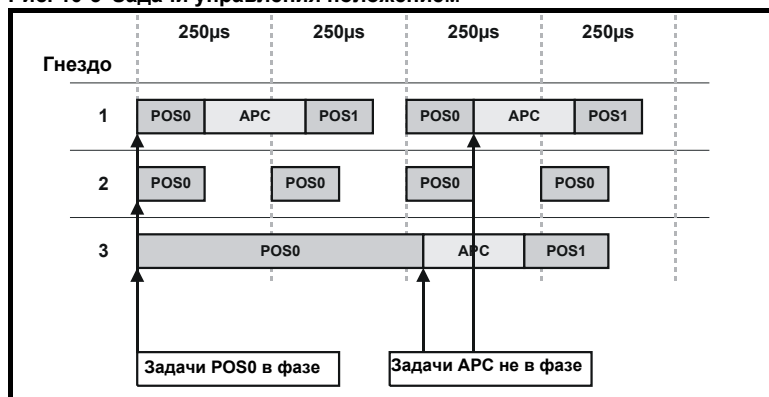 250µs 250µs 250µs 250µs
Гнездо
1 POS0 APC POS1 POS0 APC POS1
2 POS0 POS0 POS0 POS0
3 POS0 APC POS1
Задачи POS0 в фазе Задачи APC не в фазе